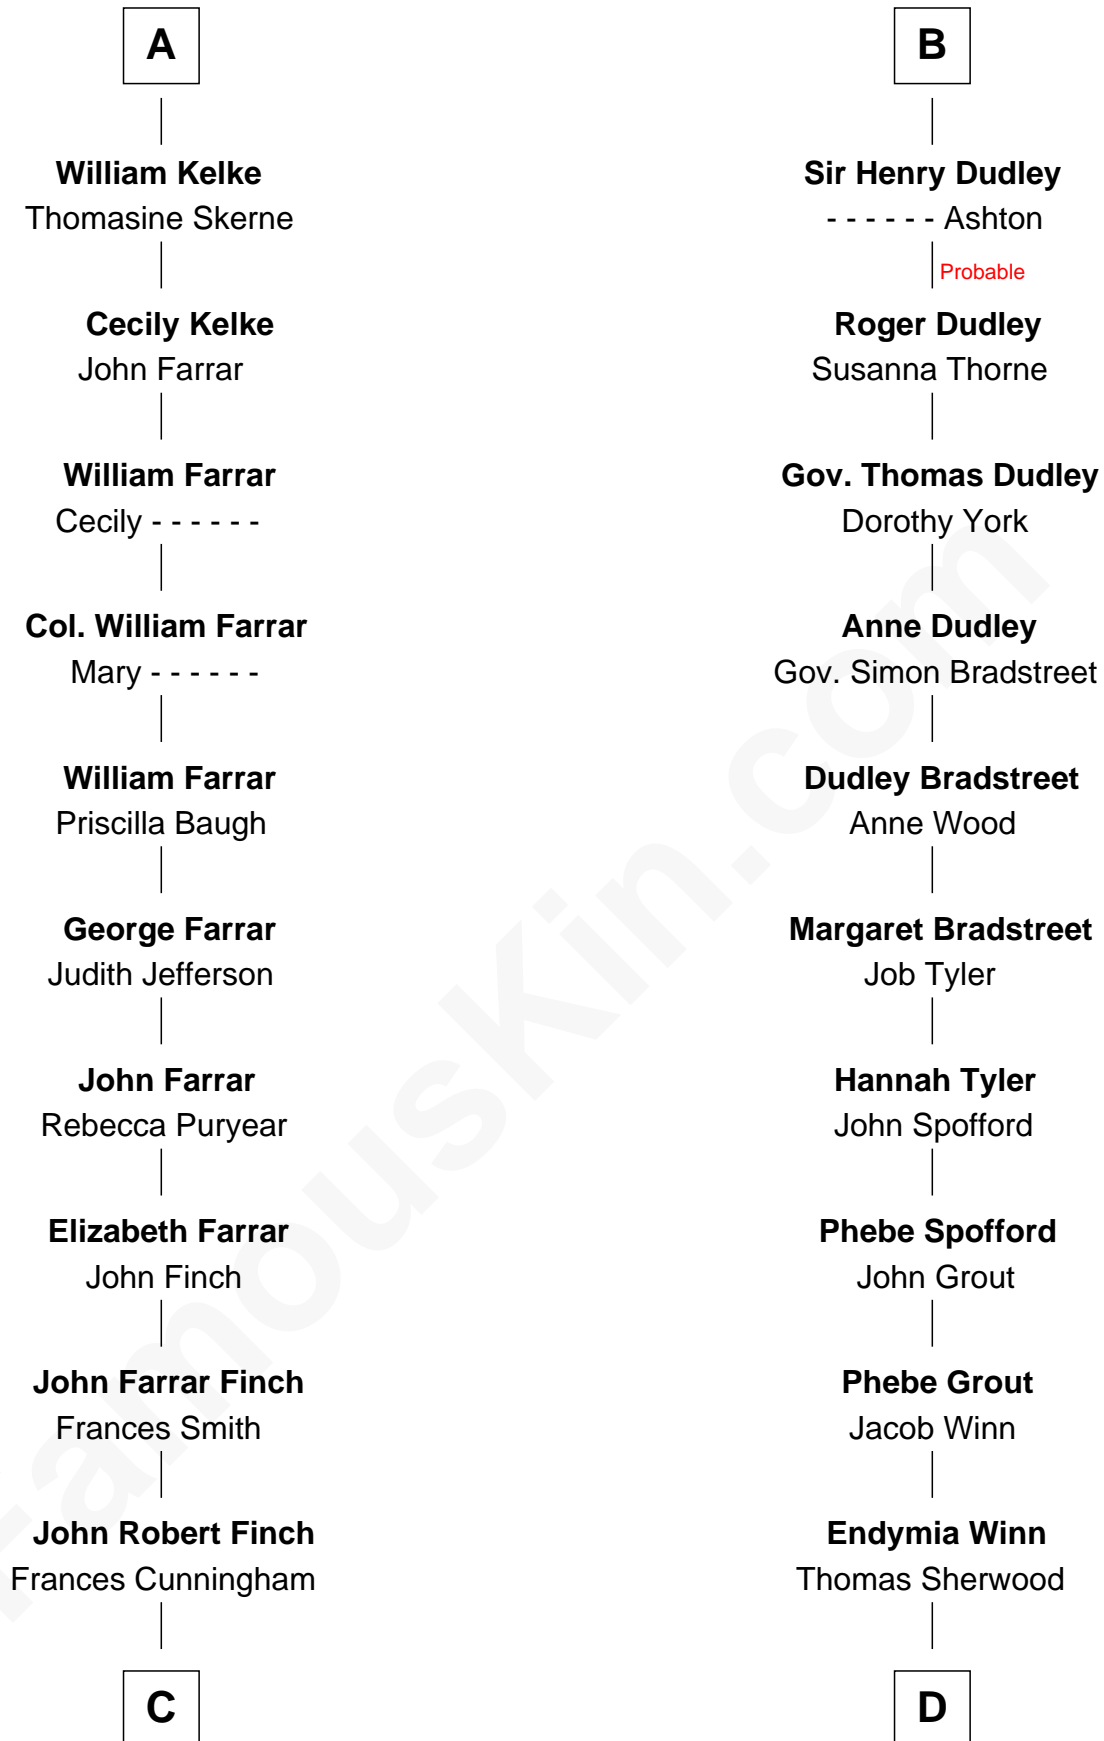 A
William Kelke
Thomasine Skerne
Cecily Kelke
John Farrar
William Farrar
Cecily - - - - - -
Col. William Farrar
Mary - - - - - -
William Farrar
Priscilla Baugh
George Farrar
Judith Jefferson
John Farrar
Rebecca Puryear
Elizabeth Farrar
John Finch
John Farrar Finch
Frances Smith
John Robert Finch
Frances Cunningham
C
B
Sir Henry Dudley
- - - - - - Ashton
Probable
Roger Dudley
Susanna Thorne
Gov. Thomas Dudley
Dorothy York
Anne Dudley
Gov. Simon Bradstreet
Dudley Bradstreet
Anne Wood
Margaret Bradstreet
Job Tyler
Hannah Tyler
John Spofford
Phebe Spofford
John Grout
Phebe Grout
Jacob Winn
Endymia Winn
Thomas Sherwood
D
FamousKin.com